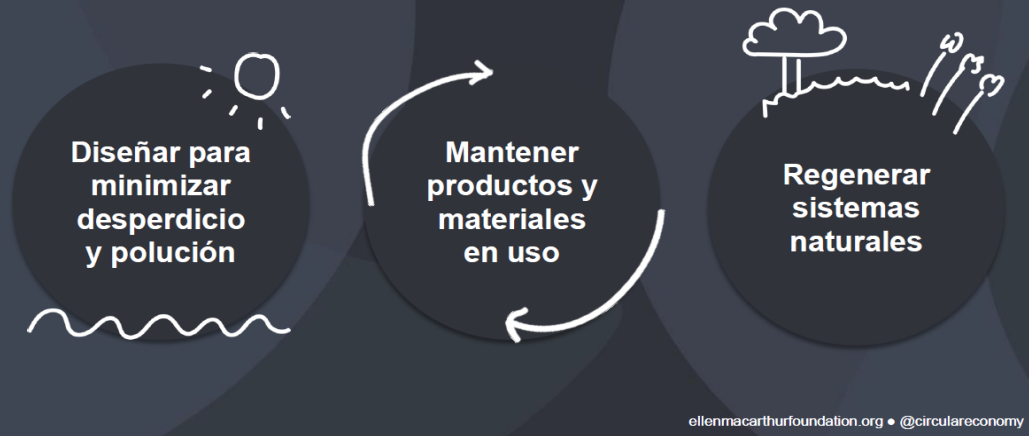 Diseñar para
minimizar
desperdicio
y polución
Mantener
productos y
materiales
en uso
Regenerar
sistemas
naturales
ellenmacarthurfoundation.org ● @circulareconomy